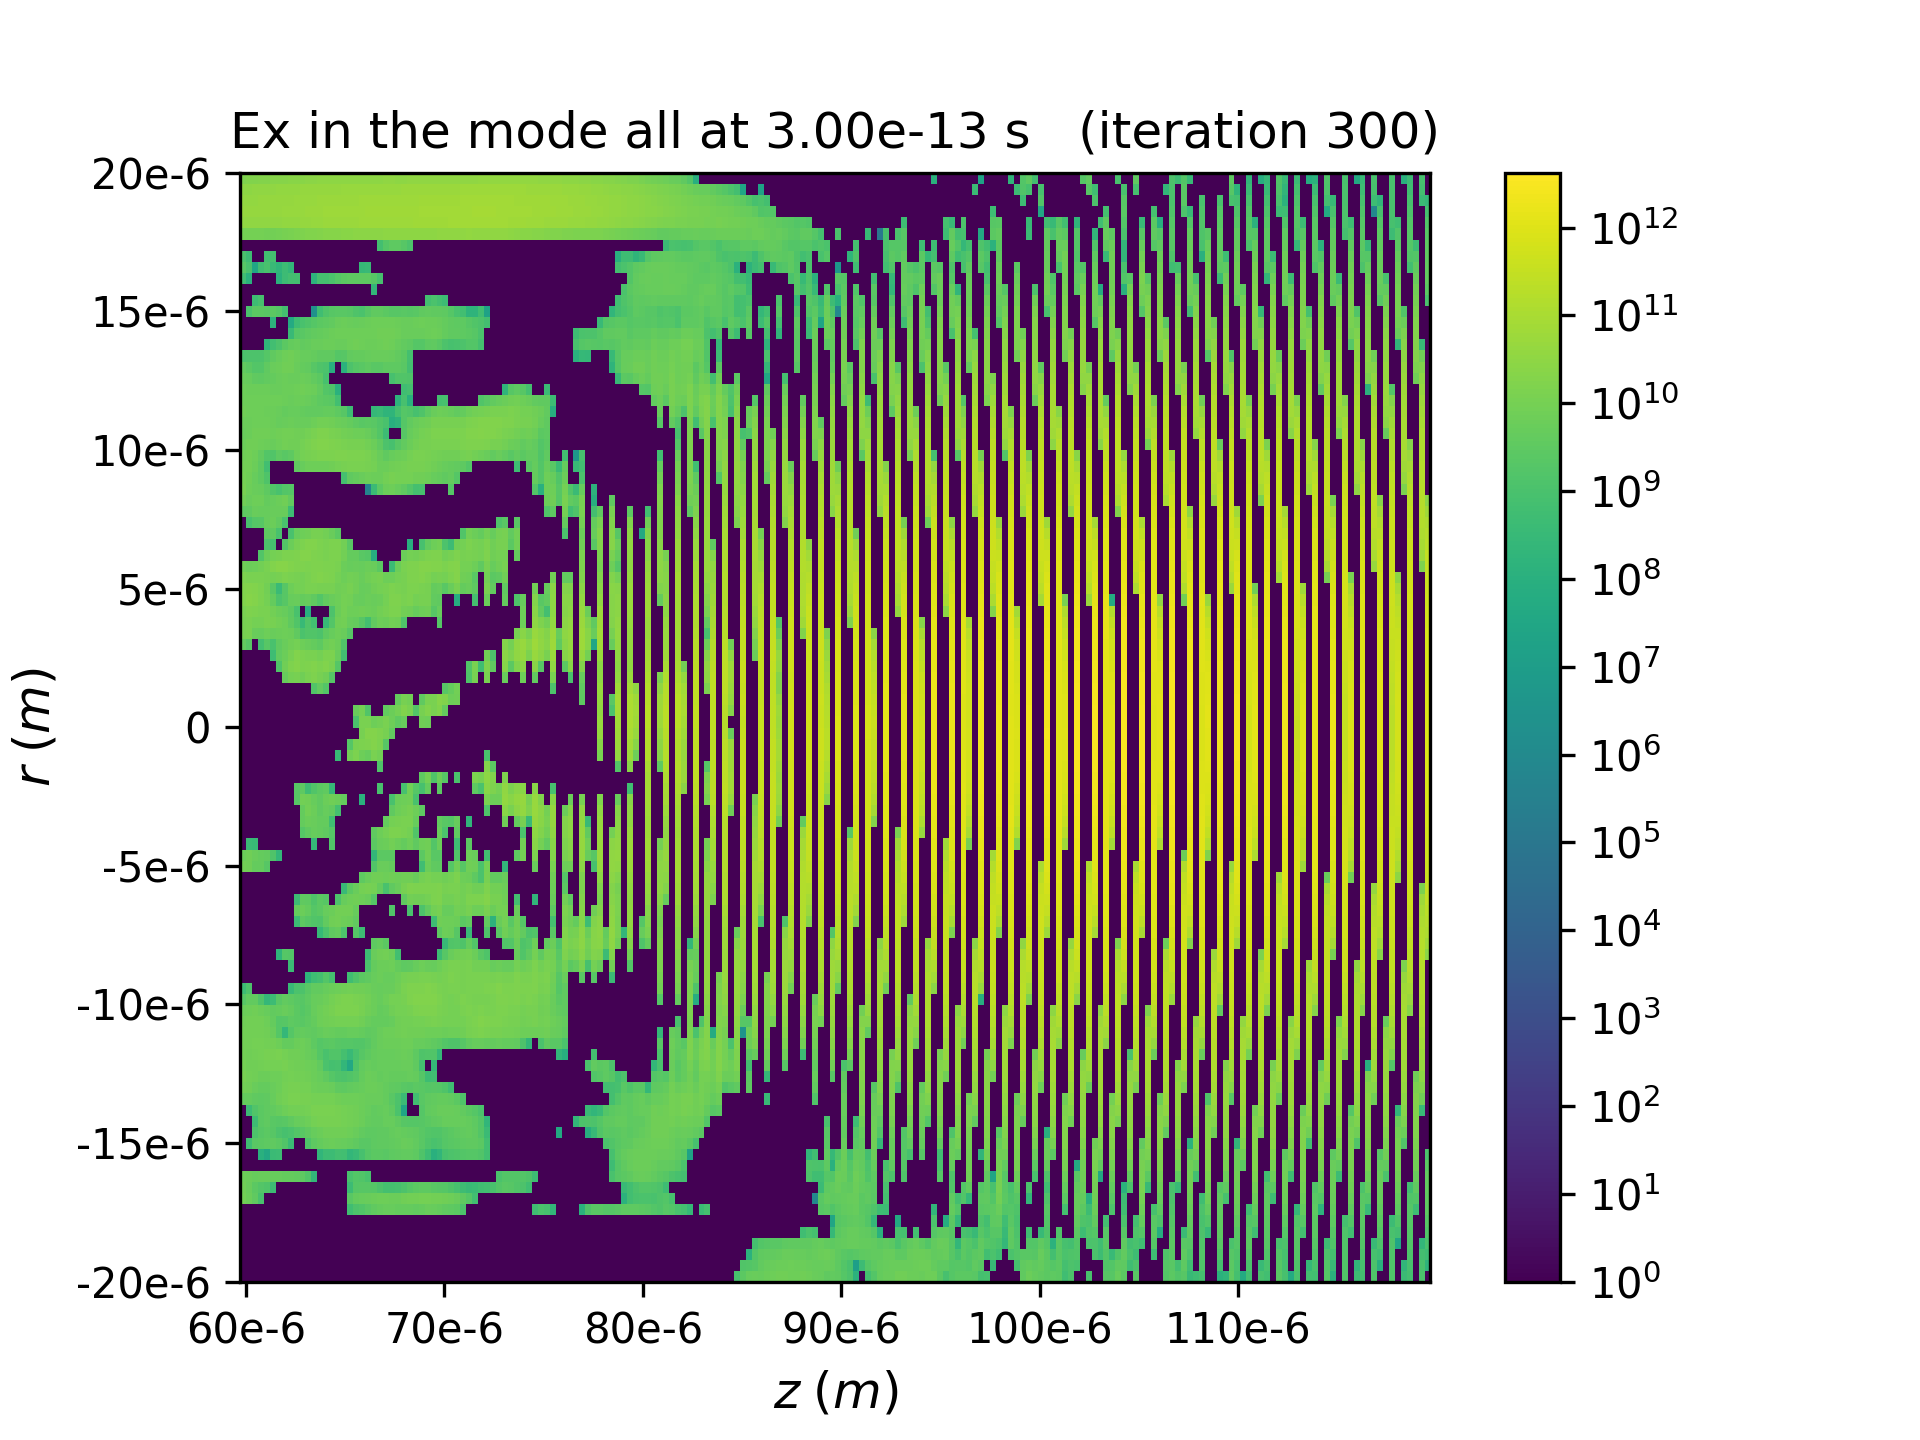 Ex in the mode all at 3.00e-13 s   (iteration 300)
20e-6
15e-6
10e-6
5e-6
0
-5e-6
-10e-6
-15e-6
-20e-6
r (m)
60e-6
70e-6
80e-6
90e-6
100e-6
110e-6
z (m)
10¹²
10¹¹
10¹⁰
10⁹
10⁸
10⁷
10⁶
10⁵
10⁴
10³
10²
10¹
10⁰